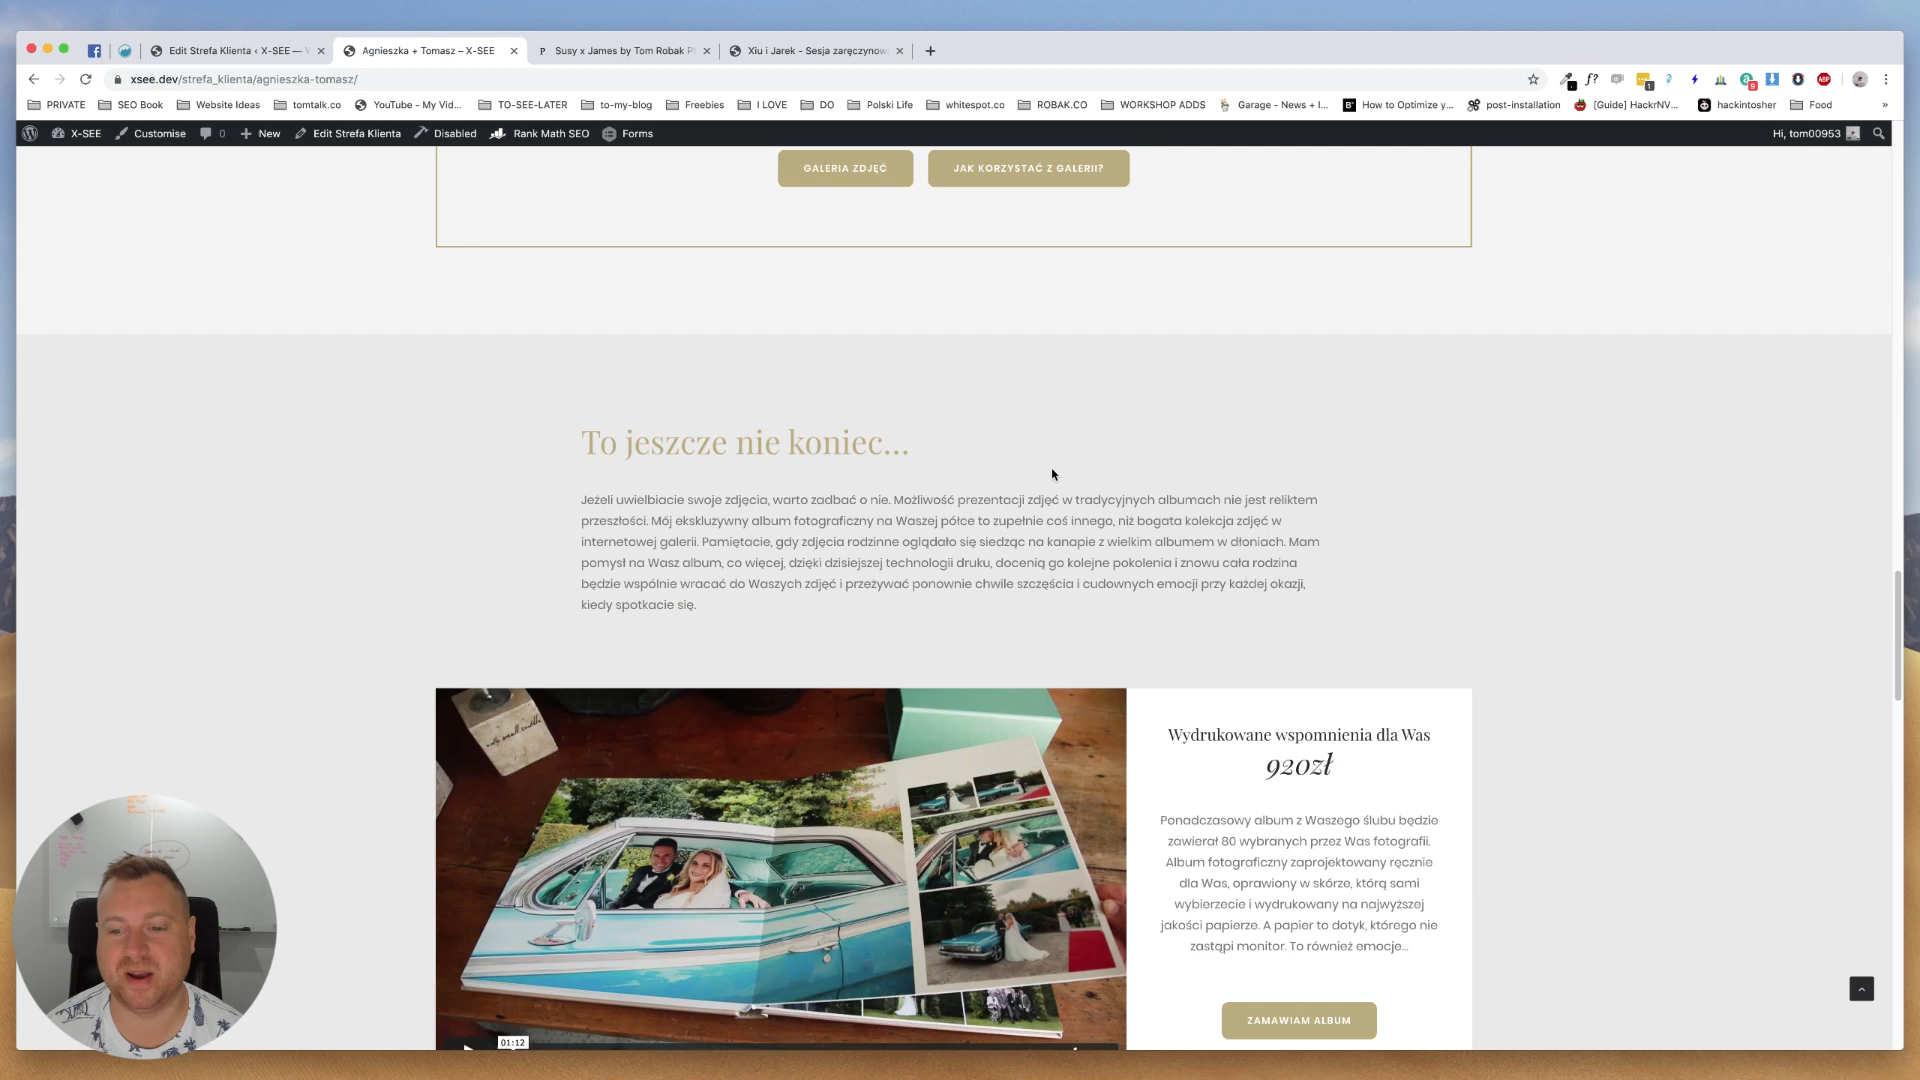 Edit Strefa Klienta ‹ X-SEE — W
Agnieszka + Tomasz – X-SEE
Susy x James by Tom Robak P
Xiu i Jarek - Sesja zaręczynow
xsee.dev/strefa_klienta/agnieszka-tomasz/
PRIVATE SEO Book Website Ideas tomtalk.co YouTube - My Vid... TO-SEE-LATER to-my-blog Freebies I LOVE DO Polski Life whitespot.co ROBAK.CO WORKSHOP ADDS Garage - News + I... How to Optimize y... post-installation [Guide] HackrNV... hackintosher Food
X-SEE Customise 0 New Edit Strefa Klienta Disabled Rank Math SEO Forms Hi, tom00953
GALERIA ZDJĘĆ JAK KORZYSTAĆ Z GALERII?
To jeszcze nie koniec...
Jeżeli uwielbiacie swoje zdjęcia, warto zadbać o nie. Możliwość prezentacji zdjęć w tradycyjnych albumach nie jest reliktem
przeszłości. Mój ekskluzywny album fotograficzny na Waszej półce to zupełnie coś innego, niż bogata kolekcja zdjęć w
internetowej galerii. Pamiętacie, gdy zdjęcia rodzinne oglądało się siedząc na kanapie z wielkim albumem w dłoniach. Mam
pomysł na Wasz album, co więcej, dzięki dzisiejszej technologii druku, docenią go kolejne pokolenia i znowu cała rodzina
będzie wspólnie wracać do Waszych zdjęć i przeżywać ponownie chwile szczęścia i cudownych emocji przy każdej okazji,
kiedy spotkacie się.
Wydrukowane wspomnienia dla Was
920zł
Ponadczasowy album z Waszego ślubu będzie
zawierał 80 wybranych przez Was fotografii.
Album fotograficzny zaprojektowany ręcznie
dla Was, oprawiony w skórze, którą sami
wybierzecie i wydrukowany na najwyższej
jakości papierze. A papier to dotyk, którego nie
zastąpi monitor. To również emocje...
ZAMAWIAM ALBUM
01:12